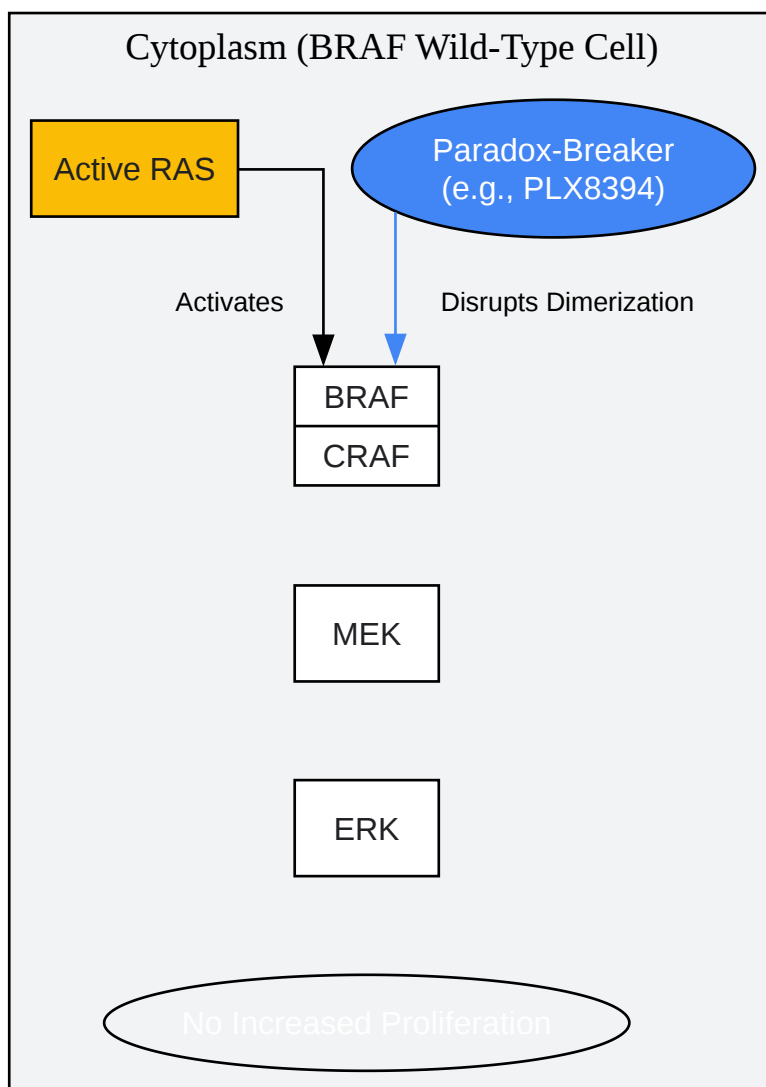 Cytoplasm (BRAF Wild-Type Cell)
Active RAS
Paradox-Breaker
(e.g., PLX8394)
Activates
Disrupts Dimerization
BRAF
CRAF
MEK
ERK
No Increased Proliferation